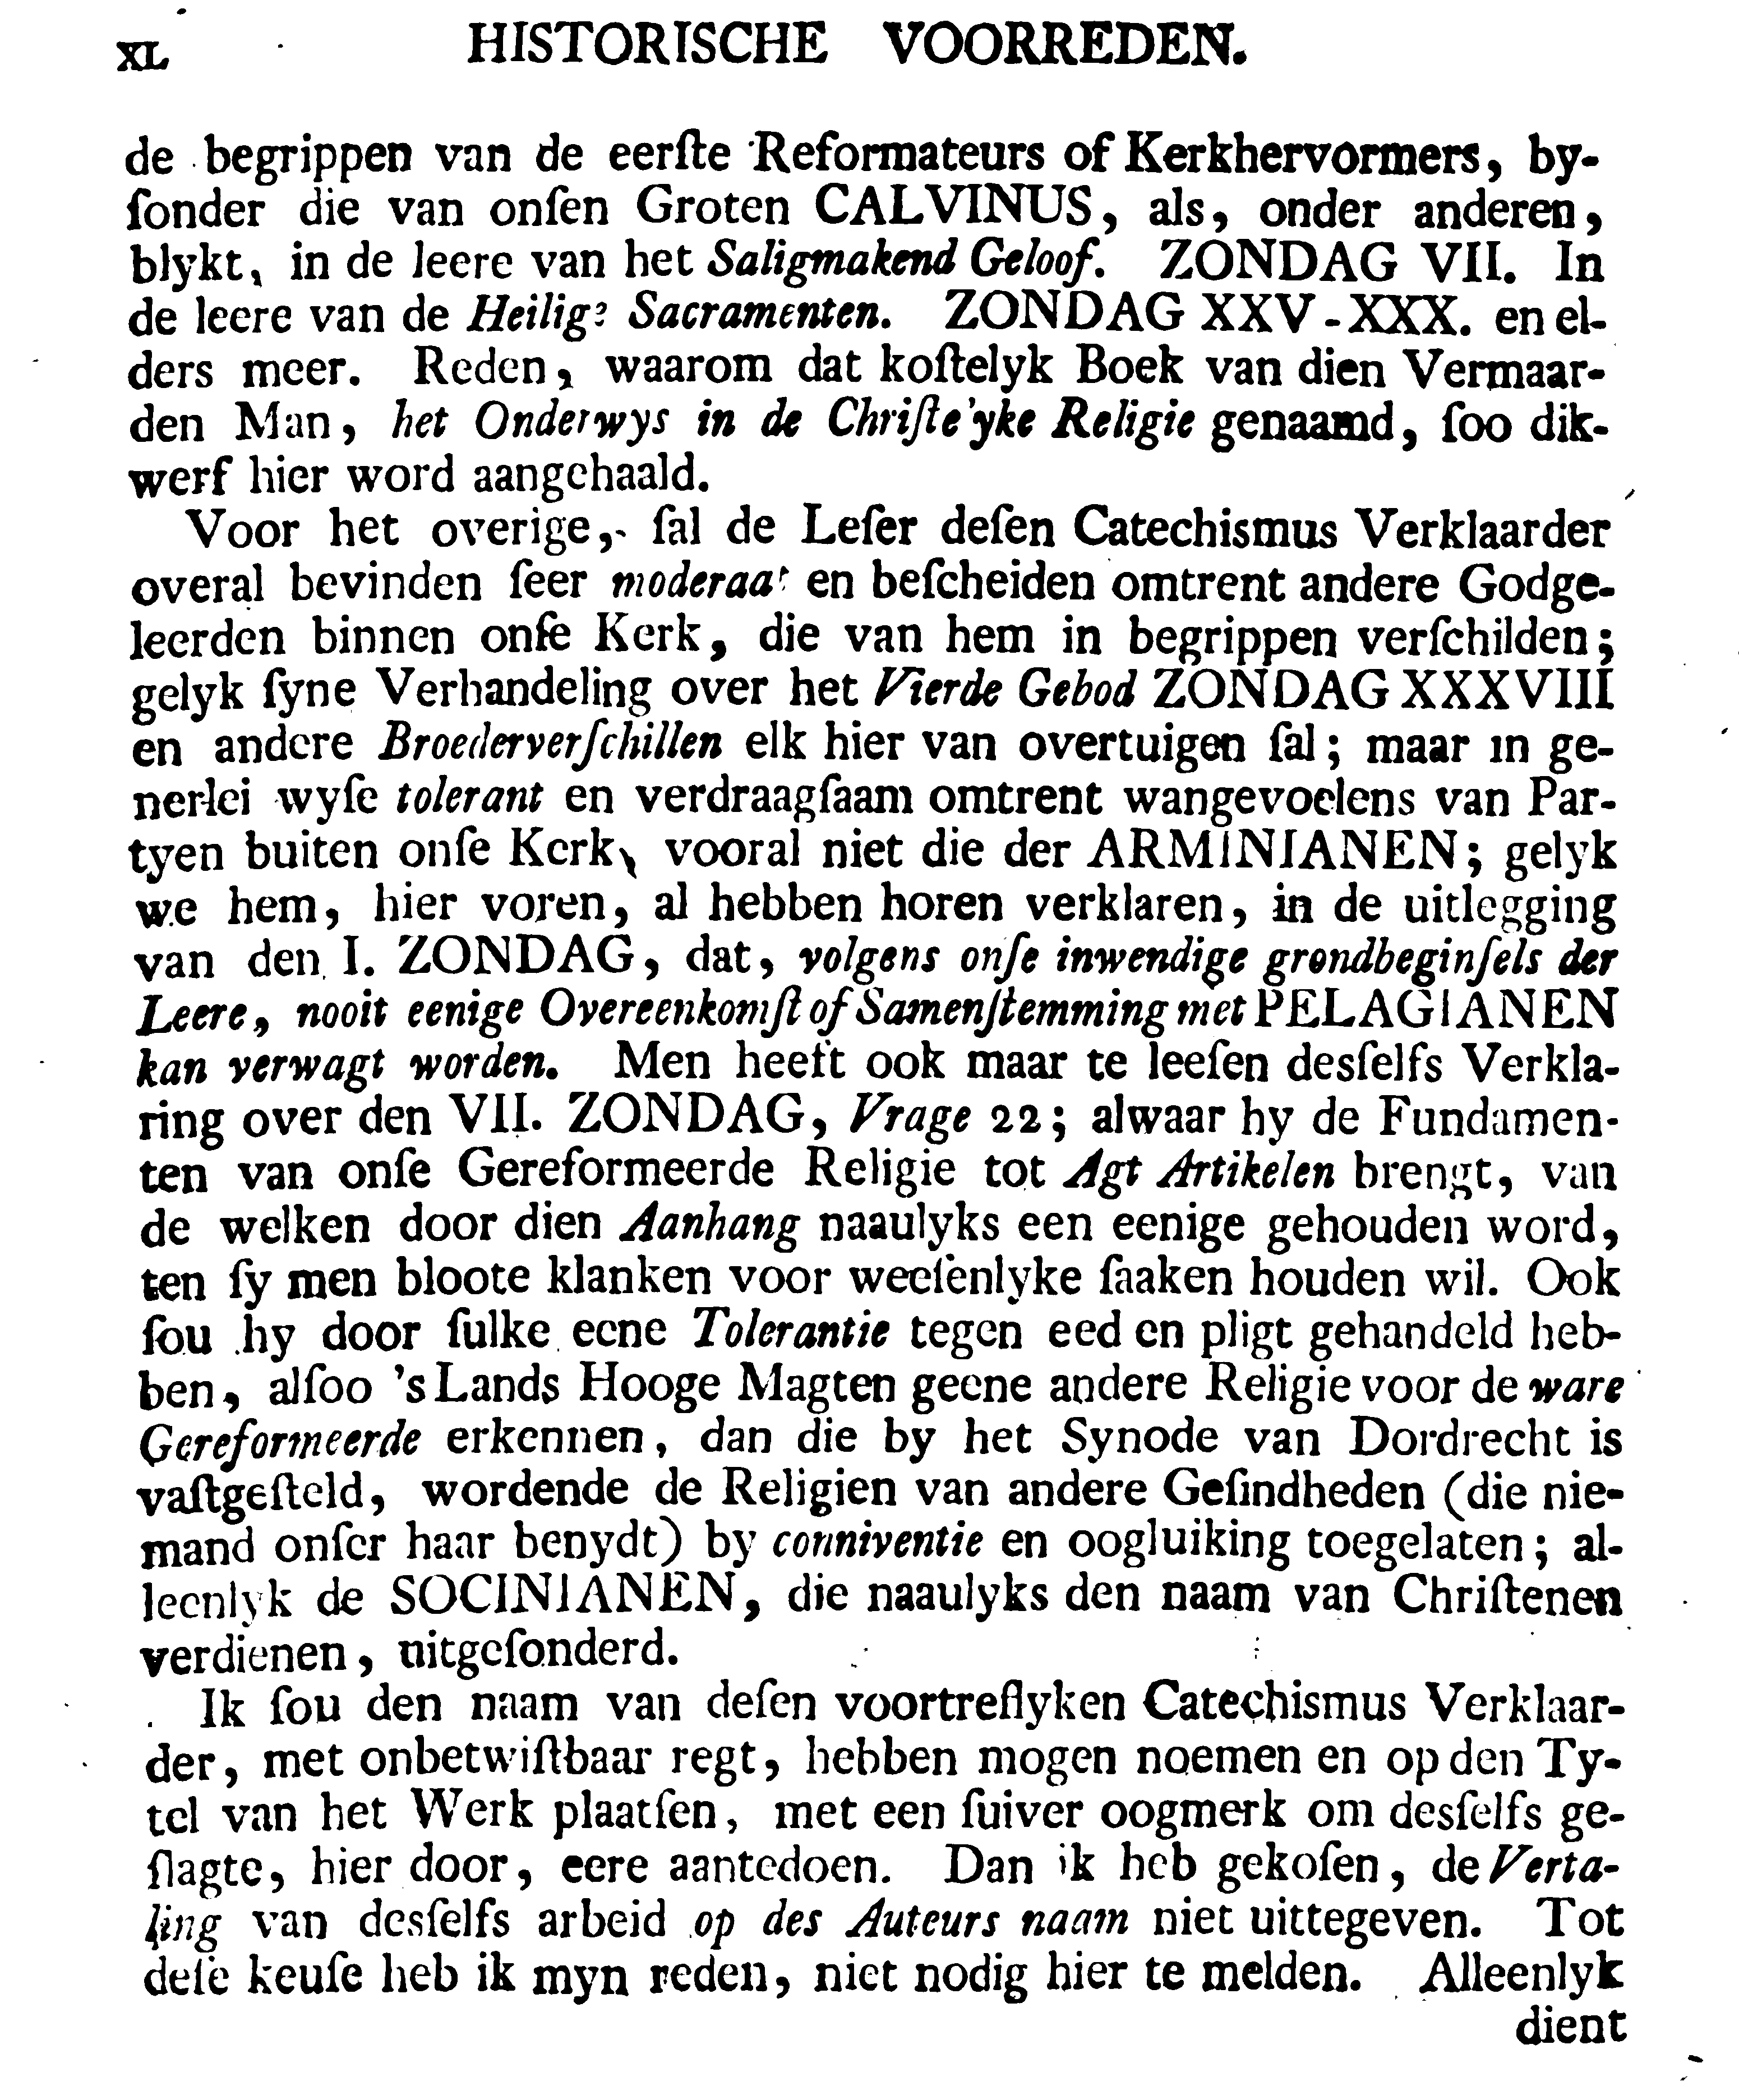 XL HISTORISCHE VOORREDEN.
de begrippen van de eerſte Reformateurs of Kerkhervormers, by-
ſonder die van onſen Groten CALVINUS, als, onder anderen,
blykt, in de leere van het Saligmakend Geloof. ZONDAG VII. In
de leere van de Heilige Sacramenten. ZONDAG XXV-XXX. en el-
ders meer. Reden, waarom dat koſtelyk Boek van dien Vermaar-
den Man, het Onderwys in de Chriſte'yke Religie genaamd, ſoo dik-
werf hier word aangehaald.
Voor het overige, ſal de Leſer deſen Catechismus Verklaarder
overal bevinden ſeer moderaat en beſcheiden omtrent andere Godge-
leerden binnen onſe Kerk, die van hem in begrippen verſchilden;
gelyk ſyne Verhandeling over het Vierde Gebod ZONDAG XXXVIII
en andere Broederverſchillen elk hier van overtuigen ſal; maar in ge-
nerlei wyſe tolerant en verdraagſaam omtrent wangevoelens van Par-
tyen buiten onſe Kerk, vooral niet die der ARMINIANEN; gelyk
we hem, hier voren, al hebben horen verklaren, in de uitlegging
van den I. ZONDAG, dat, volgens onſe inwendige grondbeginſels der
Leere, nooit eenige Overeenkomſt of Samenſtemming met PELAGIANEN
kan verwagt worden. Men heeft ook maar te leeſen desſelfs Verkla-
ring over den VII. ZONDAG, Vrage 22; alwaar hy de Fundamen-
ten van onſe Gereformeerde Religie tot Agt Artikelen brengt, van
de welken door dien Aanhang naaulyks een eenige gehouden word,
ten ſy men bloote klanken voor weeſenlyke ſaaken houden wil. Ook
ſou hy door ſulke eene Tolerantie tegen eed en pligt gehandeld heb-
ben, alſoo 's Lands Hooge Magten geene andere Religie voor de ware
Gereformeerde erkennen, dan die by het Synode van Dordrecht is
vaſtgeſteld, wordende de Religien van andere Geſindheden (die nie-
mand onſer haar benydt) by conniventie en oogluiking toegelaten; al-
leenlyk de SOCINIANEN, die naaulyks den naam van Chriſtenen
verdienen, uitgeſonderd.
Ik ſou den naam van deſen voortreflyken Catechismus Verklaar-
der, met onbetwiſtbaar regt, hebben mogen noemen en op den Ty-
tel van het Werk plaatſen, met een ſuiver oogmerk om desſelfs ge-
ſlagte, hier door, eere aantedoen. Dan ik heb gekoſen, de Verta-
ling van desſelfs arbeid op des Auteurs naam niet uittegeven. Tot
deſe keuſe heb ik myn reden, niet nodig hier te melden. Alleenlyk
dient